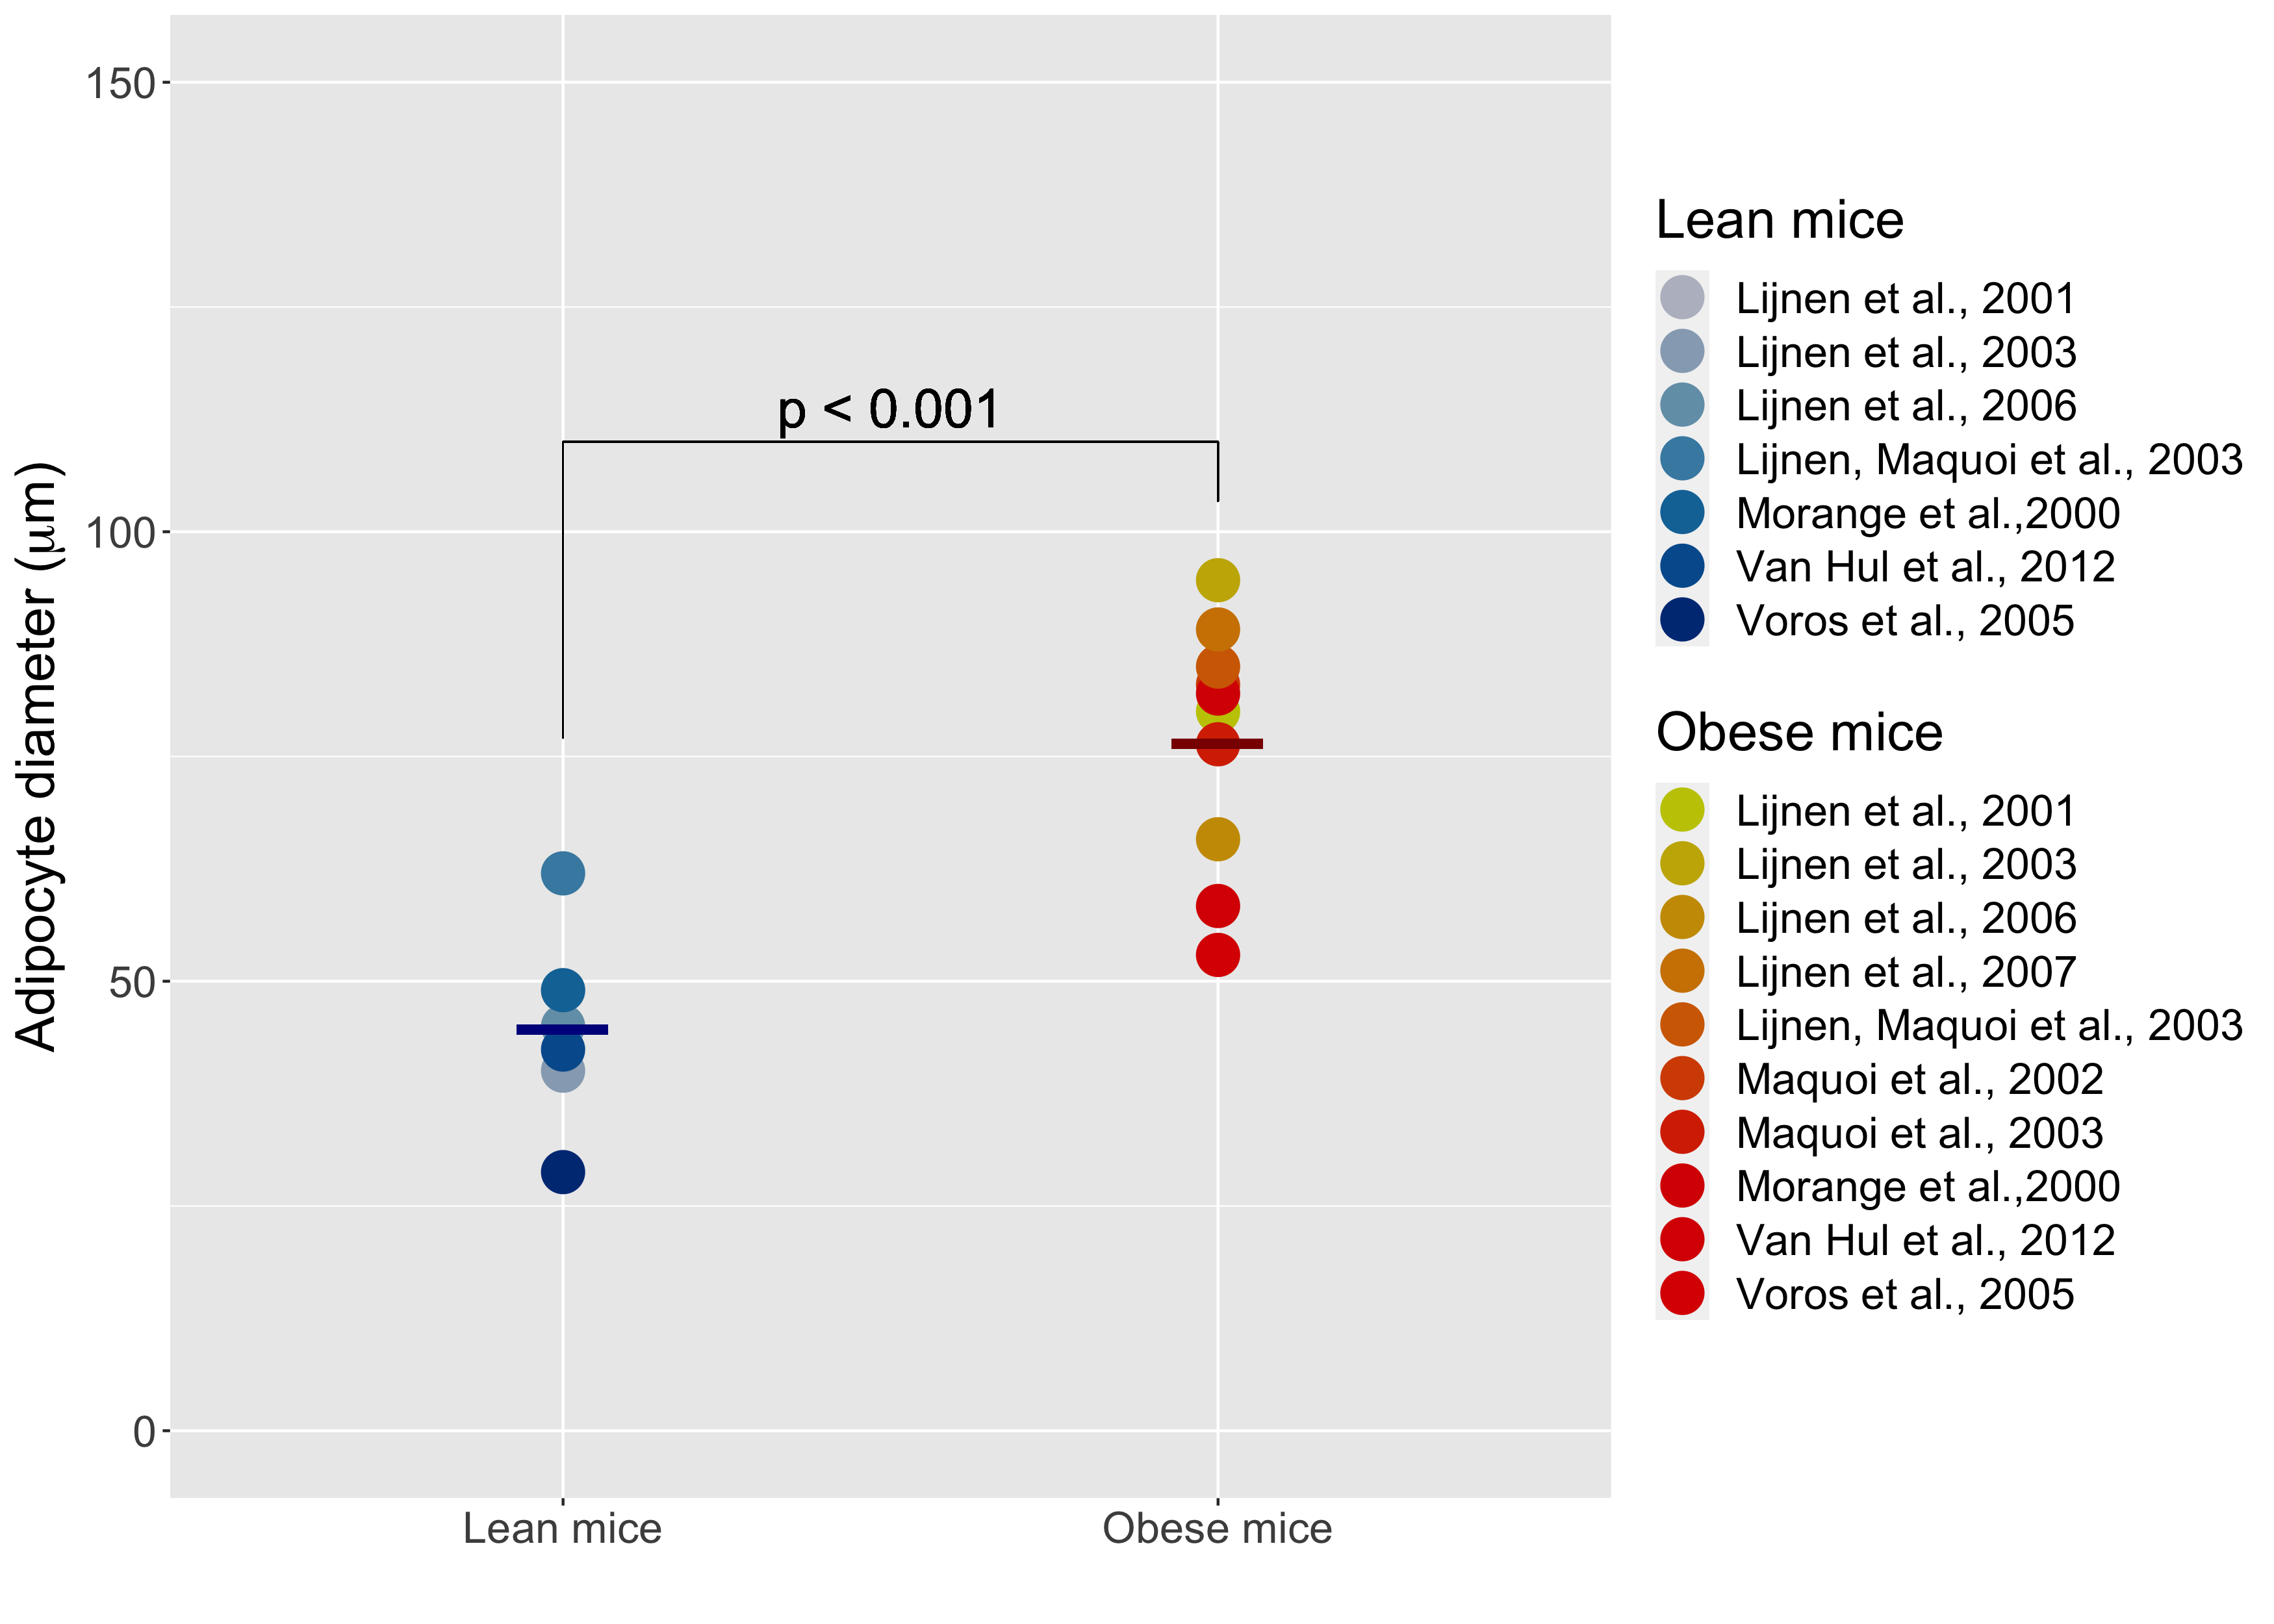 150
100
50
0
Adipocyte diameter (μm)
p < 0.001
Lean mice
Obese mice
Lean mice
Lijnen et al., 2001
Lijnen et al., 2003
Lijnen et al., 2006
Lijnen, Maquoi et al., 2003
Morange et al.,2000
Van Hul et al., 2012
Voros et al., 2005
Obese mice
Lijnen et al., 2001
Lijnen et al., 2003
Lijnen et al., 2006
Lijnen et al., 2007
Lijnen, Maquoi et al., 2003
Maquoi et al., 2002
Maquoi et al., 2003
Morange et al.,2000
Van Hul et al., 2012
Voros et al., 2005